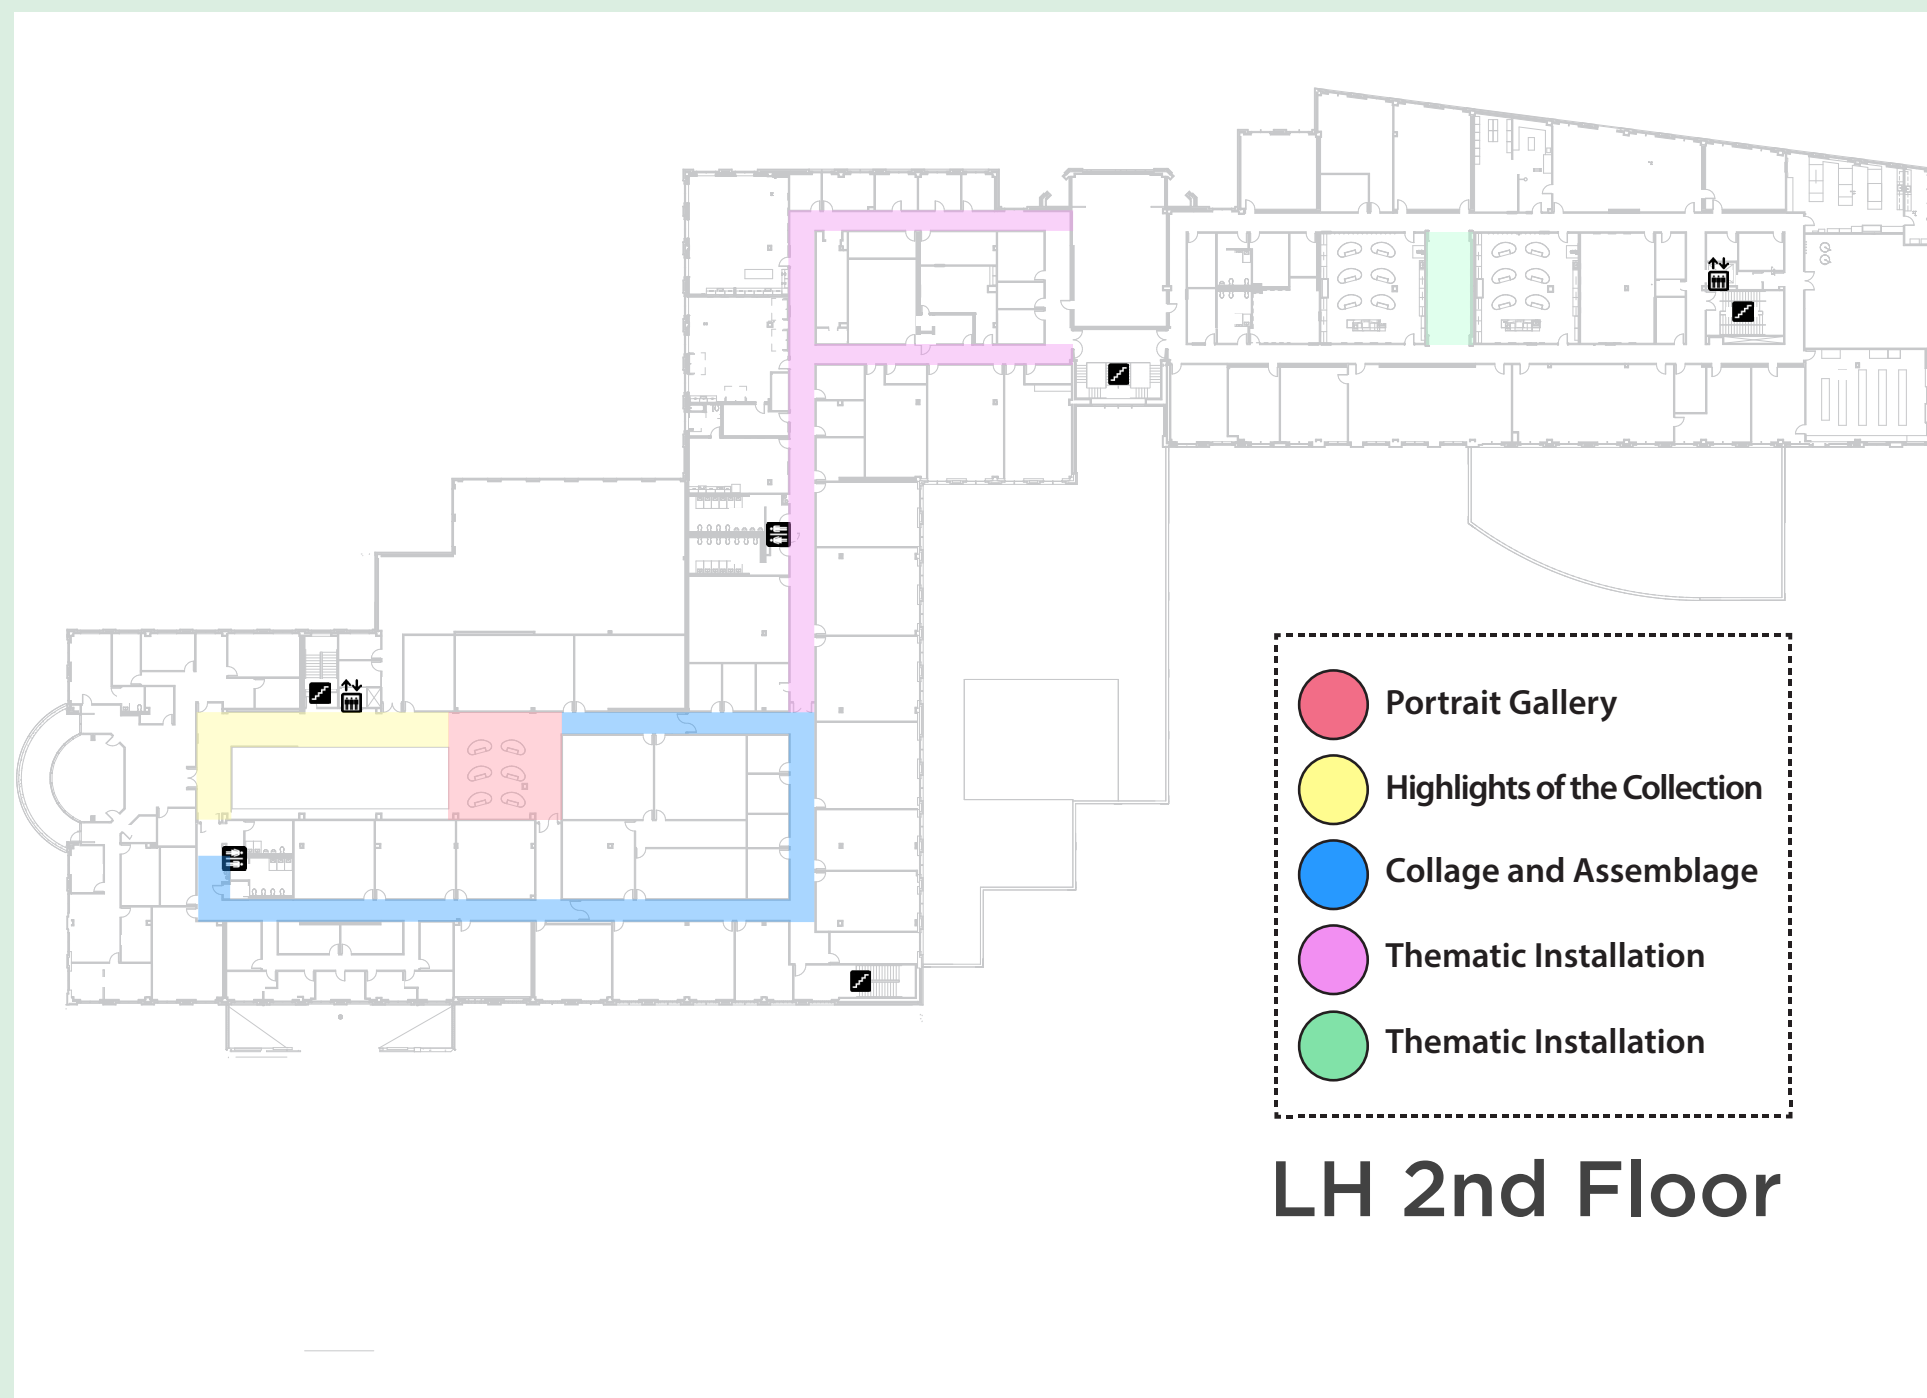 Portrait Gallery
Highlights of the Collection
Collage and Assemblage
Thematic Installation
Thematic Installation
LH 2nd Floor